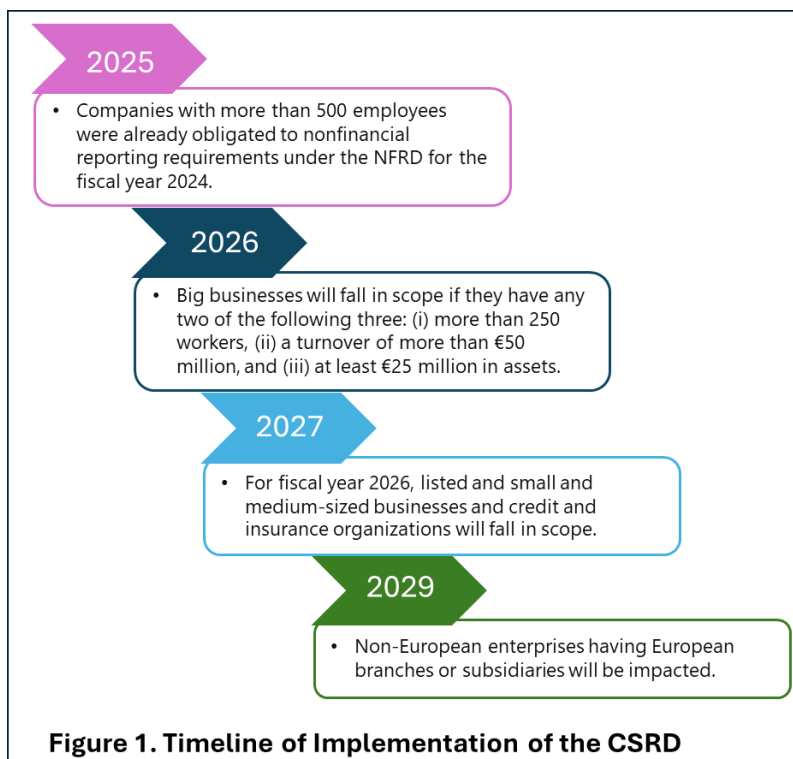 2025
• Companies with more than 500 employees
were already obligated to nonfinancial
reporting requirements under the NFRD for the
fiscal year 2024.
2026
• Big businesses will fall in scope if they have any
two of the following three: (i) more than 250
workers, (ii) a turnover of more than €50
million, and (iii) at least €25 million in assets.
2027
• For fiscal year 2026, listed and small and
medium-sized businesses and credit and
insurance organizations will fall in scope.
2029
• Non-European enterprises having European
branches or subsidiaries will be impacted.
Figure 1. Timeline of Implementation of the CSRD